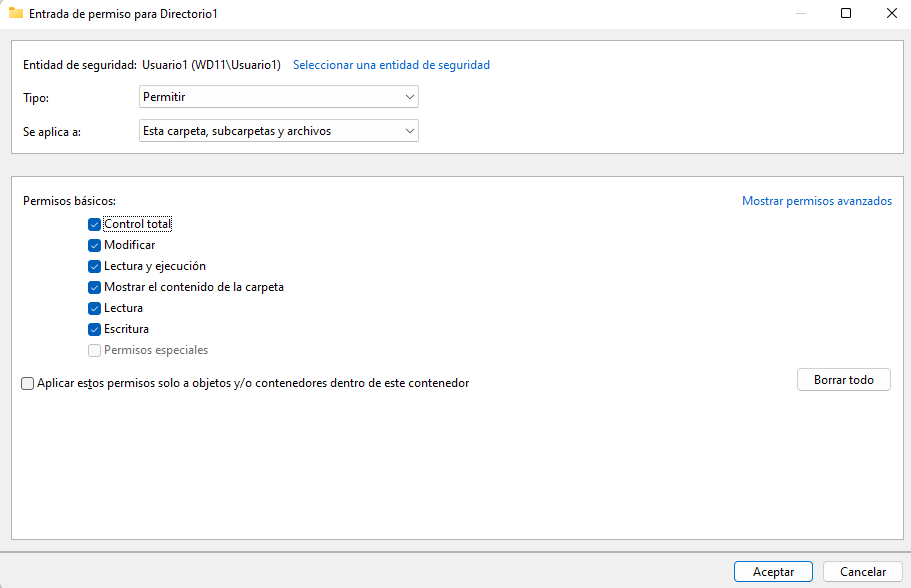 Entrada de permiso para Directorio1
Entidad de seguridad: Usuario1 (WD11\Usuario1) Seleccionar una entidad de seguridad
Tipo: Permitir
Se aplica a: Esta carpeta, subcarpetas y archivos
Permisos básicos: Mostrar permisos avanzados
Control total
Modificar
Lectura y ejecución
Mostrar el contenido de la carpeta
Lectura
Escritura
Permisos especiales
Aplicar estos permisos solo a objetos y/o contenedores dentro de este contenedor Borrar todo
Aceptar Cancelar